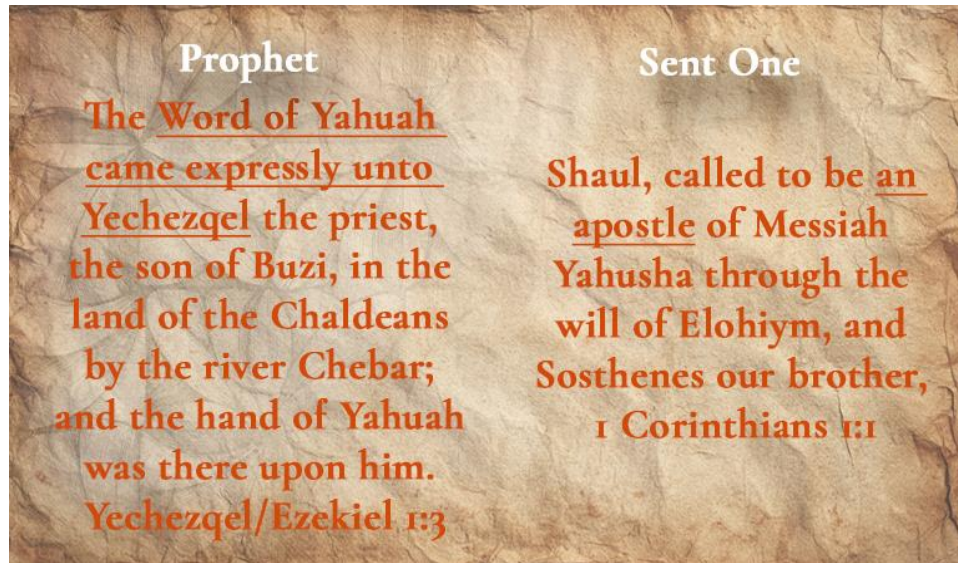 Prophet
The Word of Yahuah
came expressly unto
Yechezqel the priest,
the son of Buzi, in the
land of the Chaldeans
by the river Chebar;
and the hand of Yahuah
was there upon him.
Yechezqel/Ezekiel 1:3
Sent One
Shaul, called to be an
apostle of Messiah
Yahusha through the
will of Elohiym, and
Sosthenes our brother,
1 Corinthians 1:1